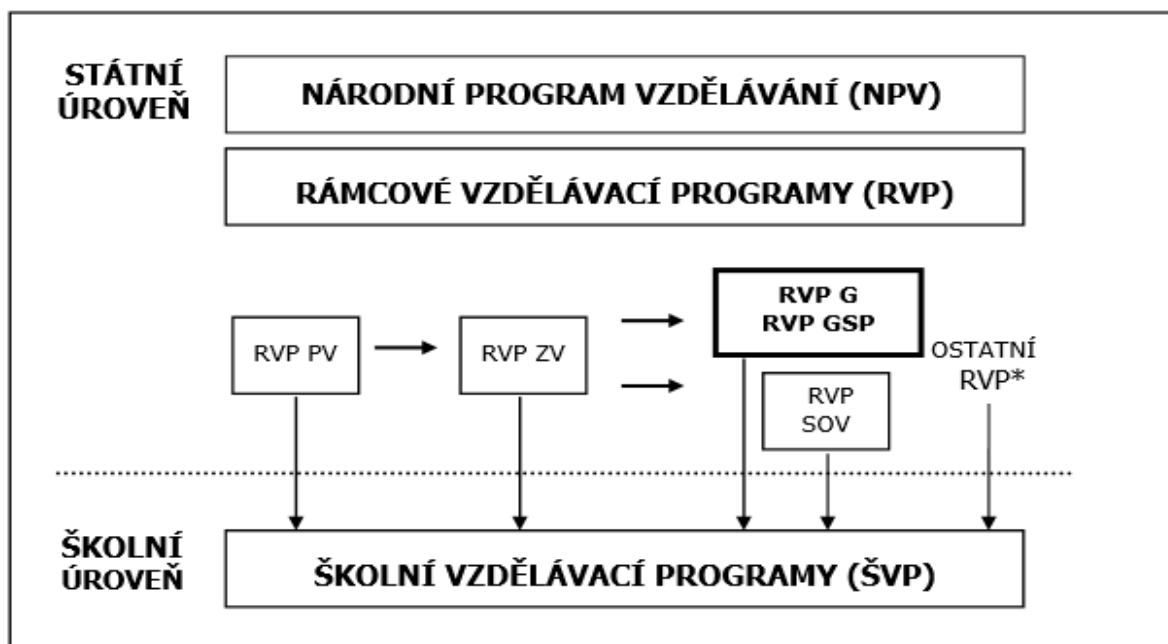 STÁTNÍ
ÚROVEŇ
NÁRODNÍ PROGRAM VZDĚLÁVÁNÍ (NPV)
RÁMCOVÉ VZDĚLÁVACÍ PROGRAMY (RVP)
RVP PV
RVP ZV
RVP G
RVP GSP
RVP
SOV
OSTATNÍ
RVP*
ŠKOLNÍ
ÚROVEŇ
ŠKOLNÍ VZDĚLÁVACÍ PROGRAMY (ŠVP)